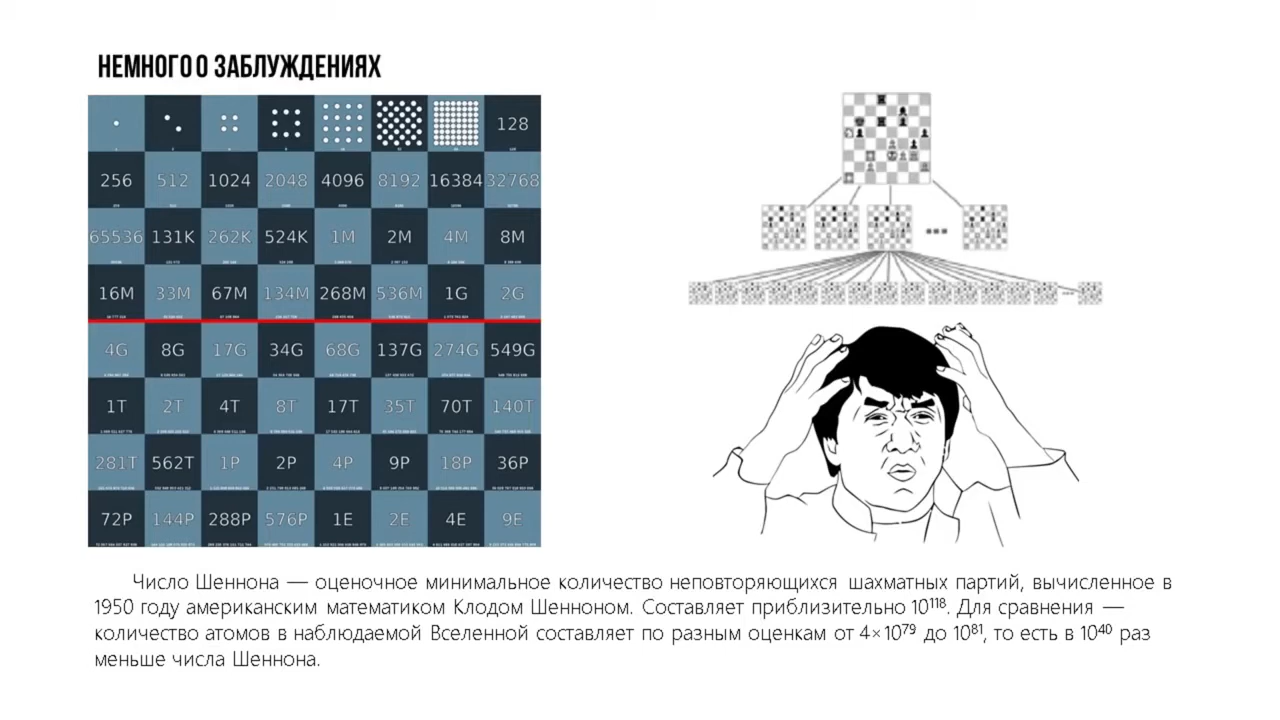 НЕМНОГО О ЗАБЛУЖДЕНИЯХ
128
256 512 1024 2048 4096 8192 16384 32768
65536 131K 262K 524K 1M 2M 4M 8M
16M 33M 67M 134M 268M 536M 1G 2G
4G 8G 17G 34G 68G 137G 274G 549G
1T 2T 4T 8T 17T 35T 70T 140T
281T 562T 1P 2P 4P 9P 18P 36P
72P 144P 288P 576P 1E 2E 4E 9E
Число Шеннона — оценочное минимальное количество неповторяющихся шахматных партий, вычисленное в
1950 году американским математиком Клодом Шенноном. Составляет приблизительно 10¹¹⁸. Для сравнения —
количество атомов в наблюдаемой Вселенной составляет по разным оценкам от 4×10⁷⁹ до 10⁸¹, то есть в 10⁴⁰ раз
меньше числа Шеннона.